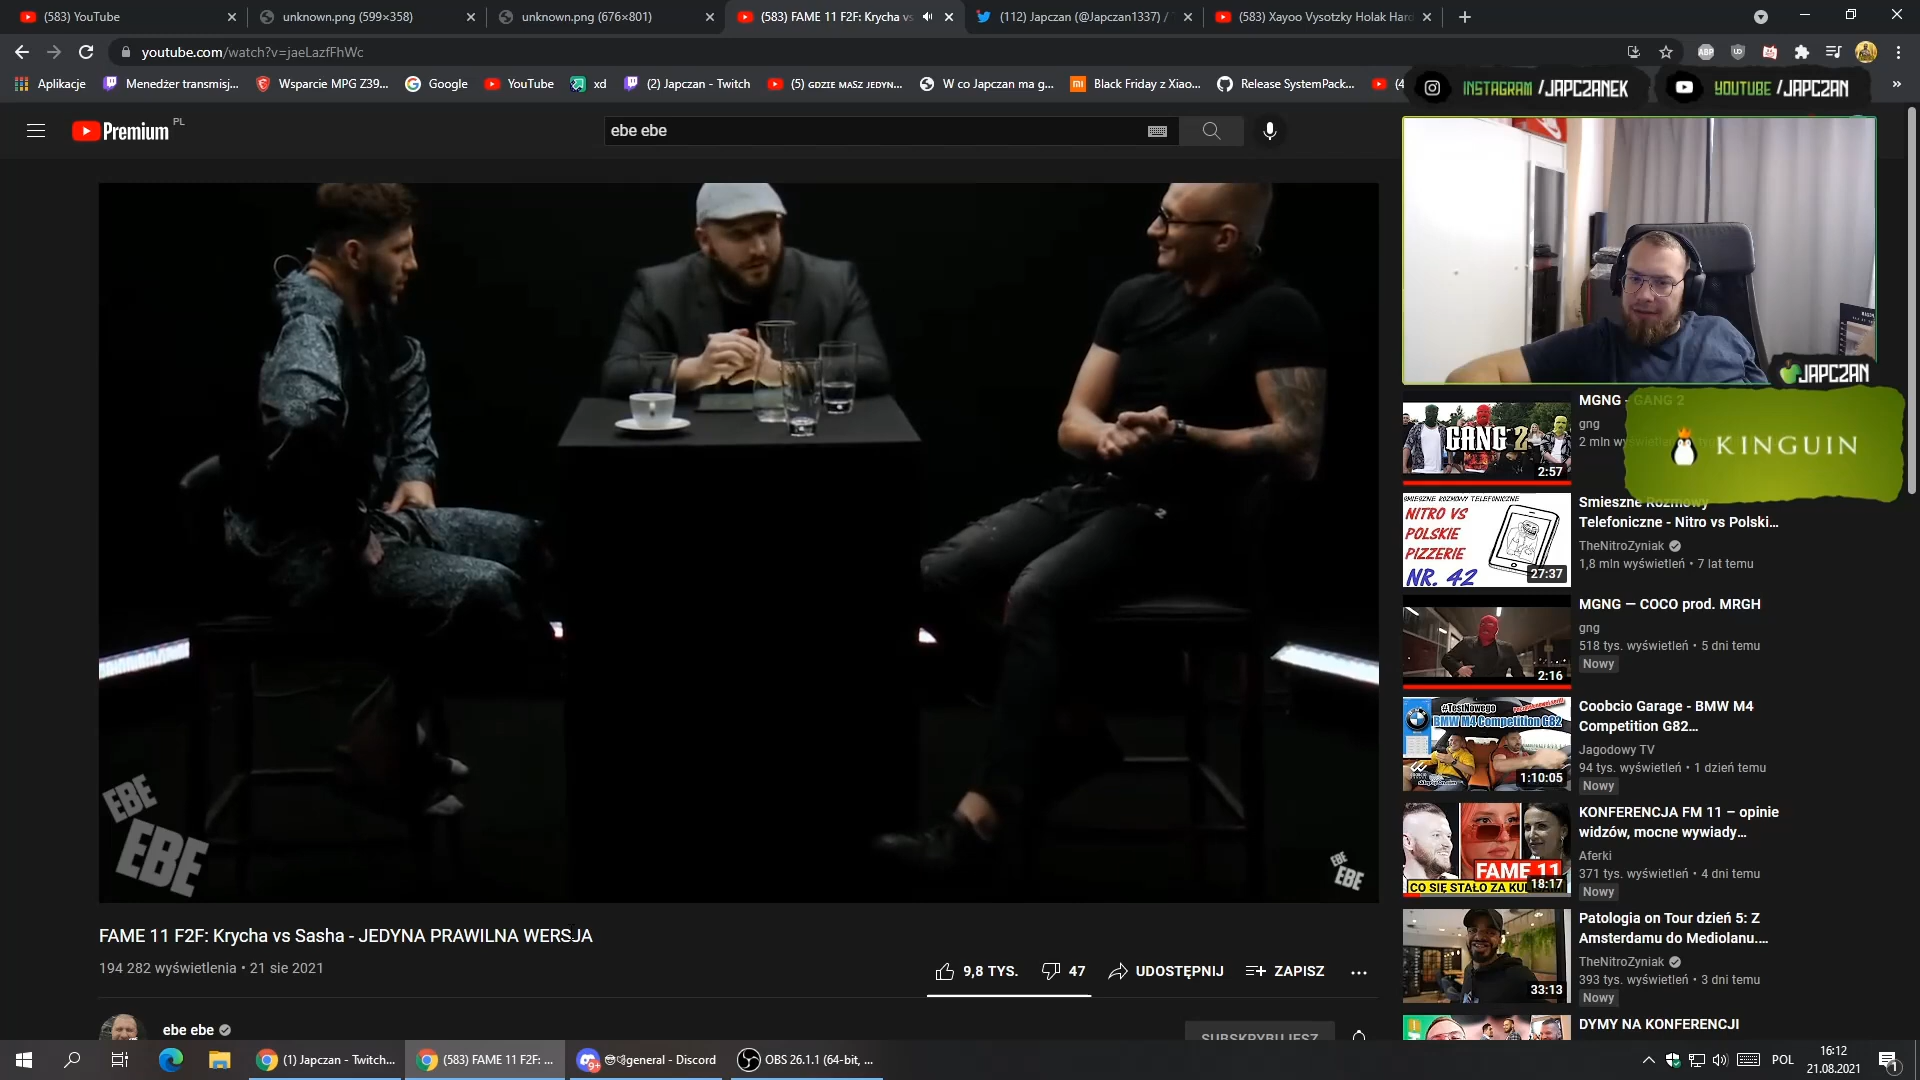 (583) YouTube
unknown.png (599×358)
unknown.png (676×801)
(583) FAME 11 F2F: Krycha vs
(112) Japczan (@Japczan1337) /
(583) Xayoo Vysotzky Holak Hard
youtube.com/watch?v=jaeLazfFhWc
Aplikacje
Menedżer transmisj...
Wsparcie MPG Z39...
Google
YouTube
xd
(2) Japczan - Twitch
(5) GDZIE MASZ JEDYN...
W co Japczan ma g...
Black Friday z Xiao...
Release SystemPack...
(4
INSTAGRAM /JAPCZANEK
YOUTUBE /JAPCZAN
Premium PL
ebe ebe
JAPCZAN
KINGUIN
EBE
EBE
EBE
EBE
FAME 11 F2F: Krycha vs Sasha - JEDYNA PRAWILNA WERSJA
194 282 wyświetlenia • 21 sie 2021
9,8 TYS.
47
UDOSTĘPNIJ
ZAPISZ
ebe ebe
SUBSKRYBUJESZ
GANG 2
2:57
MGNG - GANG 2
gng
2 mln
ŚMIESZNE ROZMOWY TELEFONICZNE
NITRO VS
POLSKIE
PIZZERIE
NR. 42
27:37
Smieszne Rozmowy
Telefoniczne - Nitro vs Polski...
TheNitroZyniak
1,8 mln wyświetleń • 7 lat temu
2:16
MGNG — COCO prod. MRGH
gng
518 tys. wyświetleń • 5 dni temu
Nowy
#TestNowego
BMW M4 Competition G82
1:10:05
Coobcio Garage - BMW M4
Competition G82...
Jagodowy TV
94 tys. wyświetleń • 1 dzień temu
Nowy
FAME 11
CO SIĘ STAŁO ZA KU
18:17
KONFERENCJA FM 11 – opinie
widzów, mocne wywiady...
Aferki
371 tys. wyświetleń • 4 dni temu
Nowy
33:13
Patologia on Tour dzień 5: Z
Amsterdamu do Mediolanu....
TheNitroZyniak
393 tys. wyświetleń • 3 dni temu
Nowy
DYMY NA KONFERENCJI
(1) Japczan - Twitch...
(583) FAME 11 F2F: ...
general - Discord
9+
OBS 26.1.1 (64-bit, ...
POL
16:12
21.08.2021
1